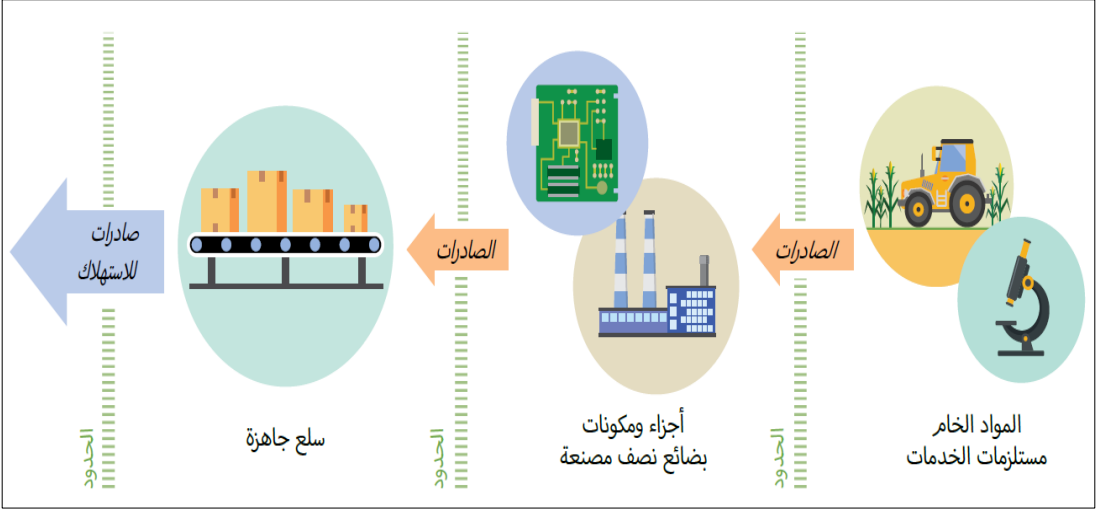 المواد الخام
مستلزمات الخدمات
الصادرات
الحدود
أجزاء ومكونات
بضائع نصف مصنعة
الصادرات
الحدود
سلع جاهزة
صادرات
للاستهلاك
الحدود